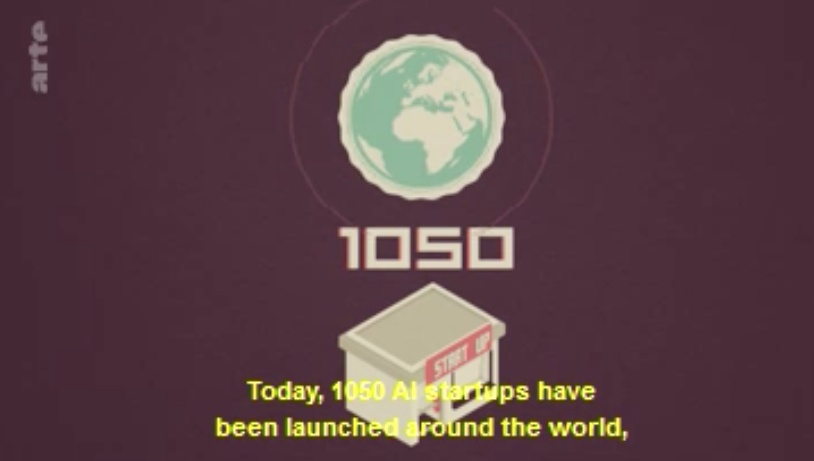 arte
1050
START UP
Today, 1050 AI startups have
been launched around the world,